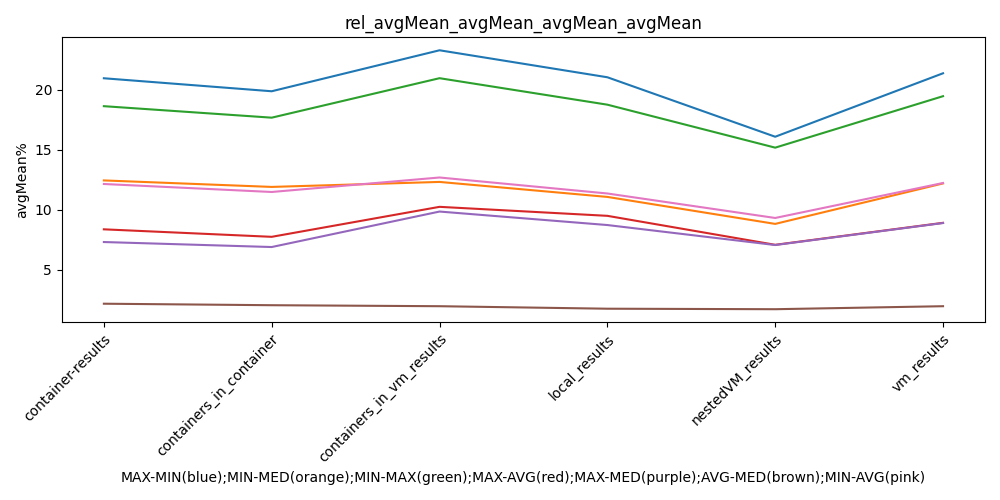 rel_avgMean_avgMean_avgMean_avgMean
avgMean%
20
15
10
5
container-results
containers_in_container
containers_in_vm_results
local_results
nestedVM_results
vm_results
MAX-MIN(blue);MIN-MED(orange);MIN-MAX(green);MAX-AVG(red);MAX-MED(purple);AVG-MED(brown);MIN-AVG(pink)